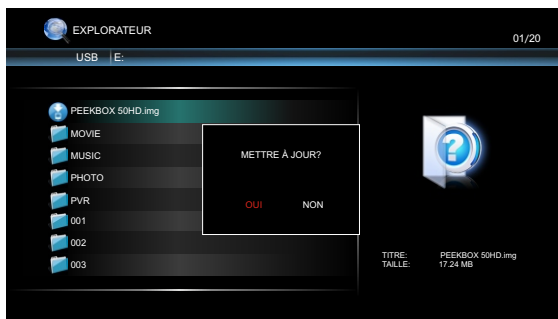 EXPLORATEUR
01/20
USB E:
PEEKBOX 50HD.img
MOVIE
MUSIC
PHOTO
PVR
001
002
003
METTRE À JOUR?
OUI NON
TITRE: PEEKBOX 50HD.img
TAILLE: 17.24 MB